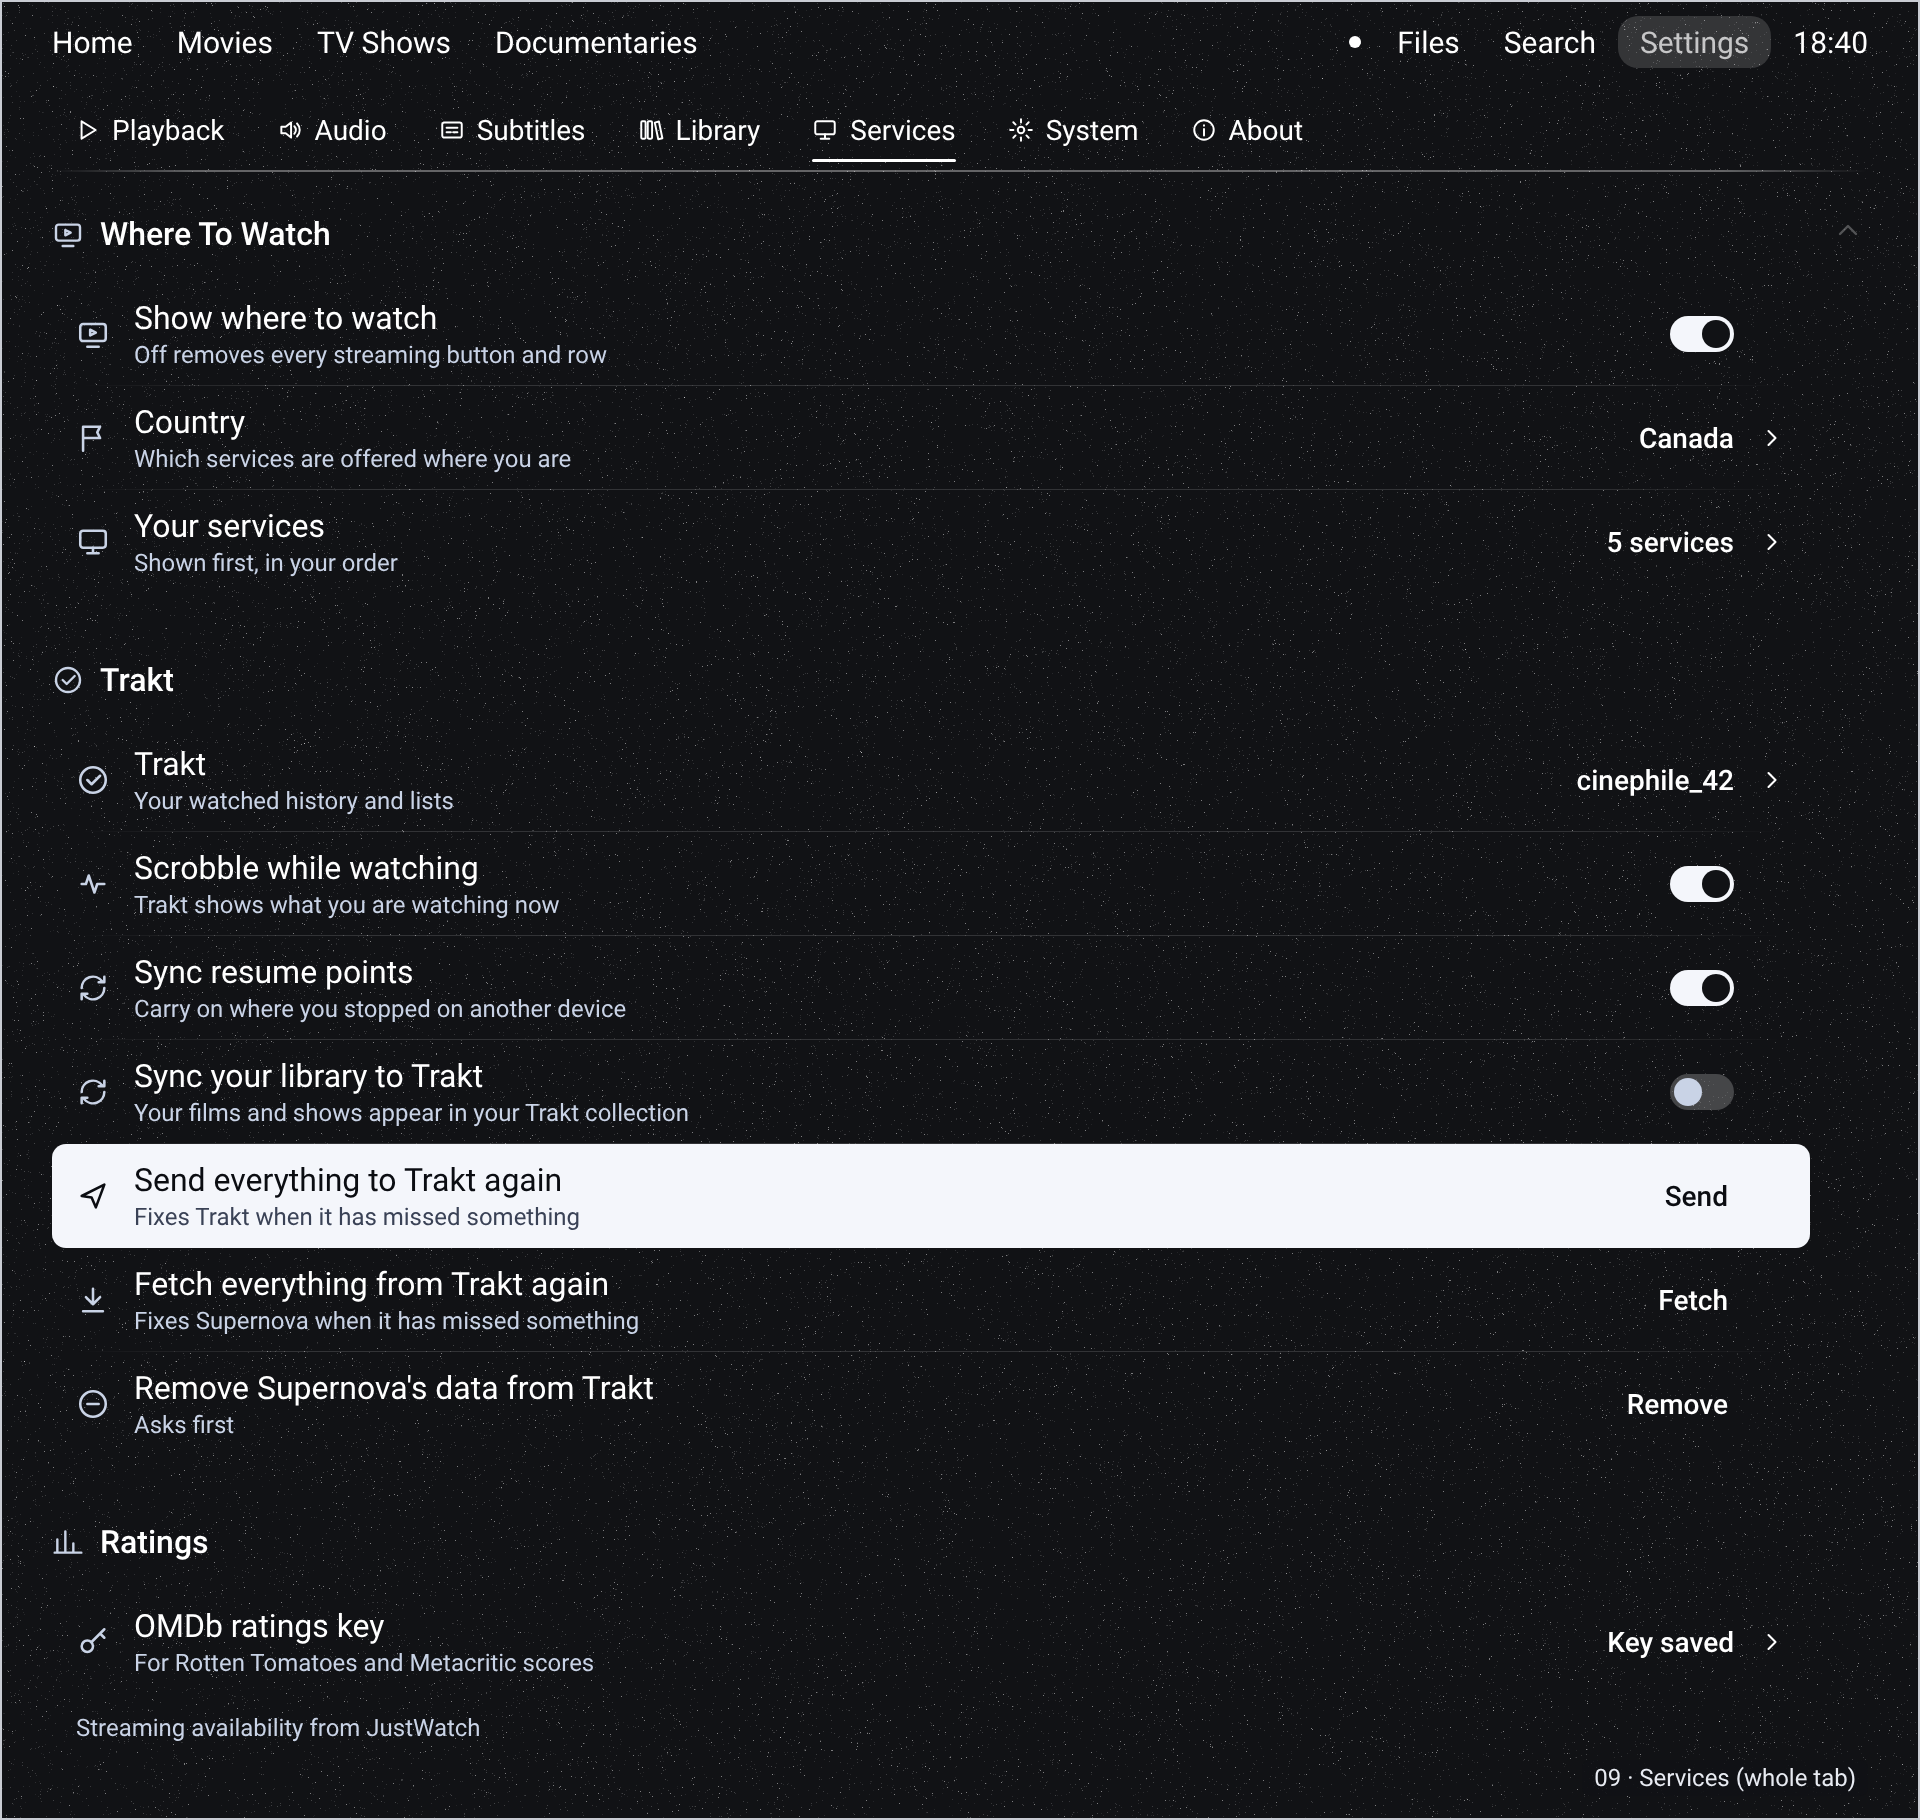 Home Movies TV Shows Documentaries Files Search Settings 18:40
Playback Audio Subtitles Library Services System About
Where To Watch
Show where to watch
Off removes every streaming button and row
Country
Which services are offered where you are
Canada
Your services
Shown first, in your order
5 services
Trakt
Trakt
Your watched history and lists
cinephile_42
Scrobble while watching
Trakt shows what you are watching now
Sync resume points
Carry on where you stopped on another device
Sync your library to Trakt
Your films and shows appear in your Trakt collection
Send everything to Trakt again
Fixes Trakt when it has missed something
Send
Fetch everything from Trakt again
Fixes Supernova when it has missed something
Fetch
Remove Supernova's data from Trakt
Asks first
Remove
Ratings
OMDb ratings key
For Rotten Tomatoes and Metacritic scores
Key saved
Streaming availability from JustWatch
09 · Services (whole tab)